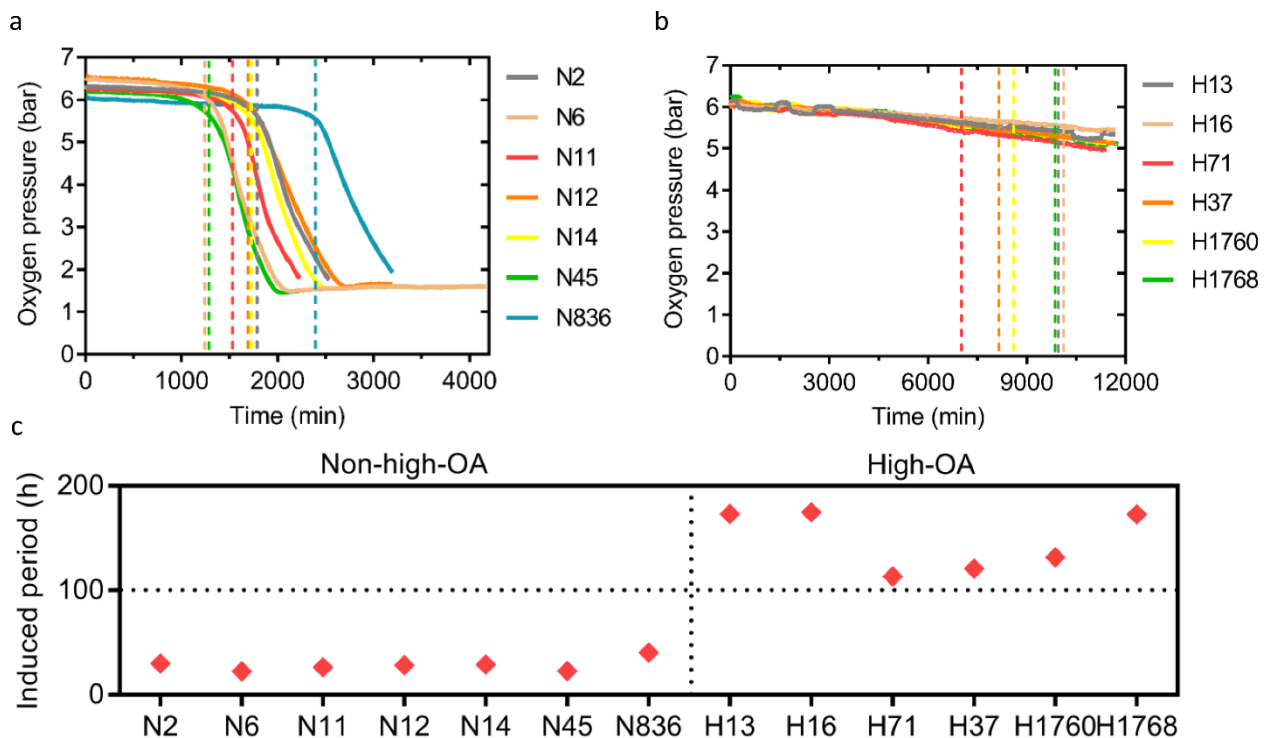 a
Oxygen pressure (bar)
7
6
5
4
3
2
1
0
0 1000 2000 3000 4000
Time (min)
N2
N6
N11
N12
N14
N45
N836
b
Oxygen pressure (bar)
7
6
5
4
3
2
1
0
0 3000 6000 9000 12000
Time (min)
H13
H16
H71
H37
H1760
H1768
c
Non-high-OA High-OA
Induced period (h)
200
100
0
N2 N6 N11 N12 N14 N45 N836 H13 H16 H71 H37 H1760 H1768